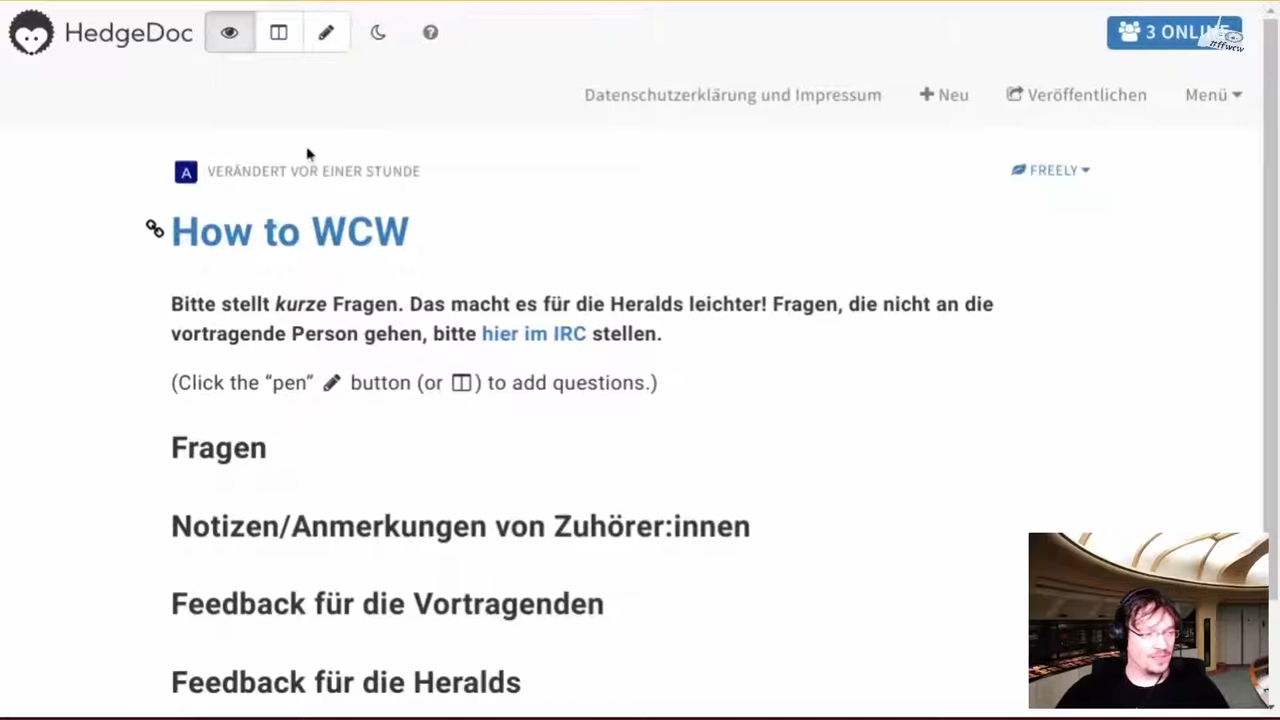 HedgeDoc
3 ONLINE
#ffwcw
Datenschutzerklärung und Impressum
Neu
Veröffentlichen
Menü
A
VERÄNDERT VOR EINER STUNDE
FREELY
How to WCW
Bitte stellt kurze Fragen. Das macht es für die Heralds leichter! Fragen, die nicht an die
vortragende Person gehen, bitte hier im IRC stellen.
(Click the “pen” button (or ) to add questions.)
Fragen
Notizen/Anmerkungen von Zuhörer:innen
Feedback für die Vortragenden
Feedback für die Heralds